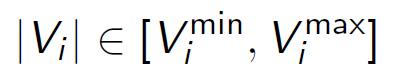 |V_i| ∈ [V_i^min, V_i^max]